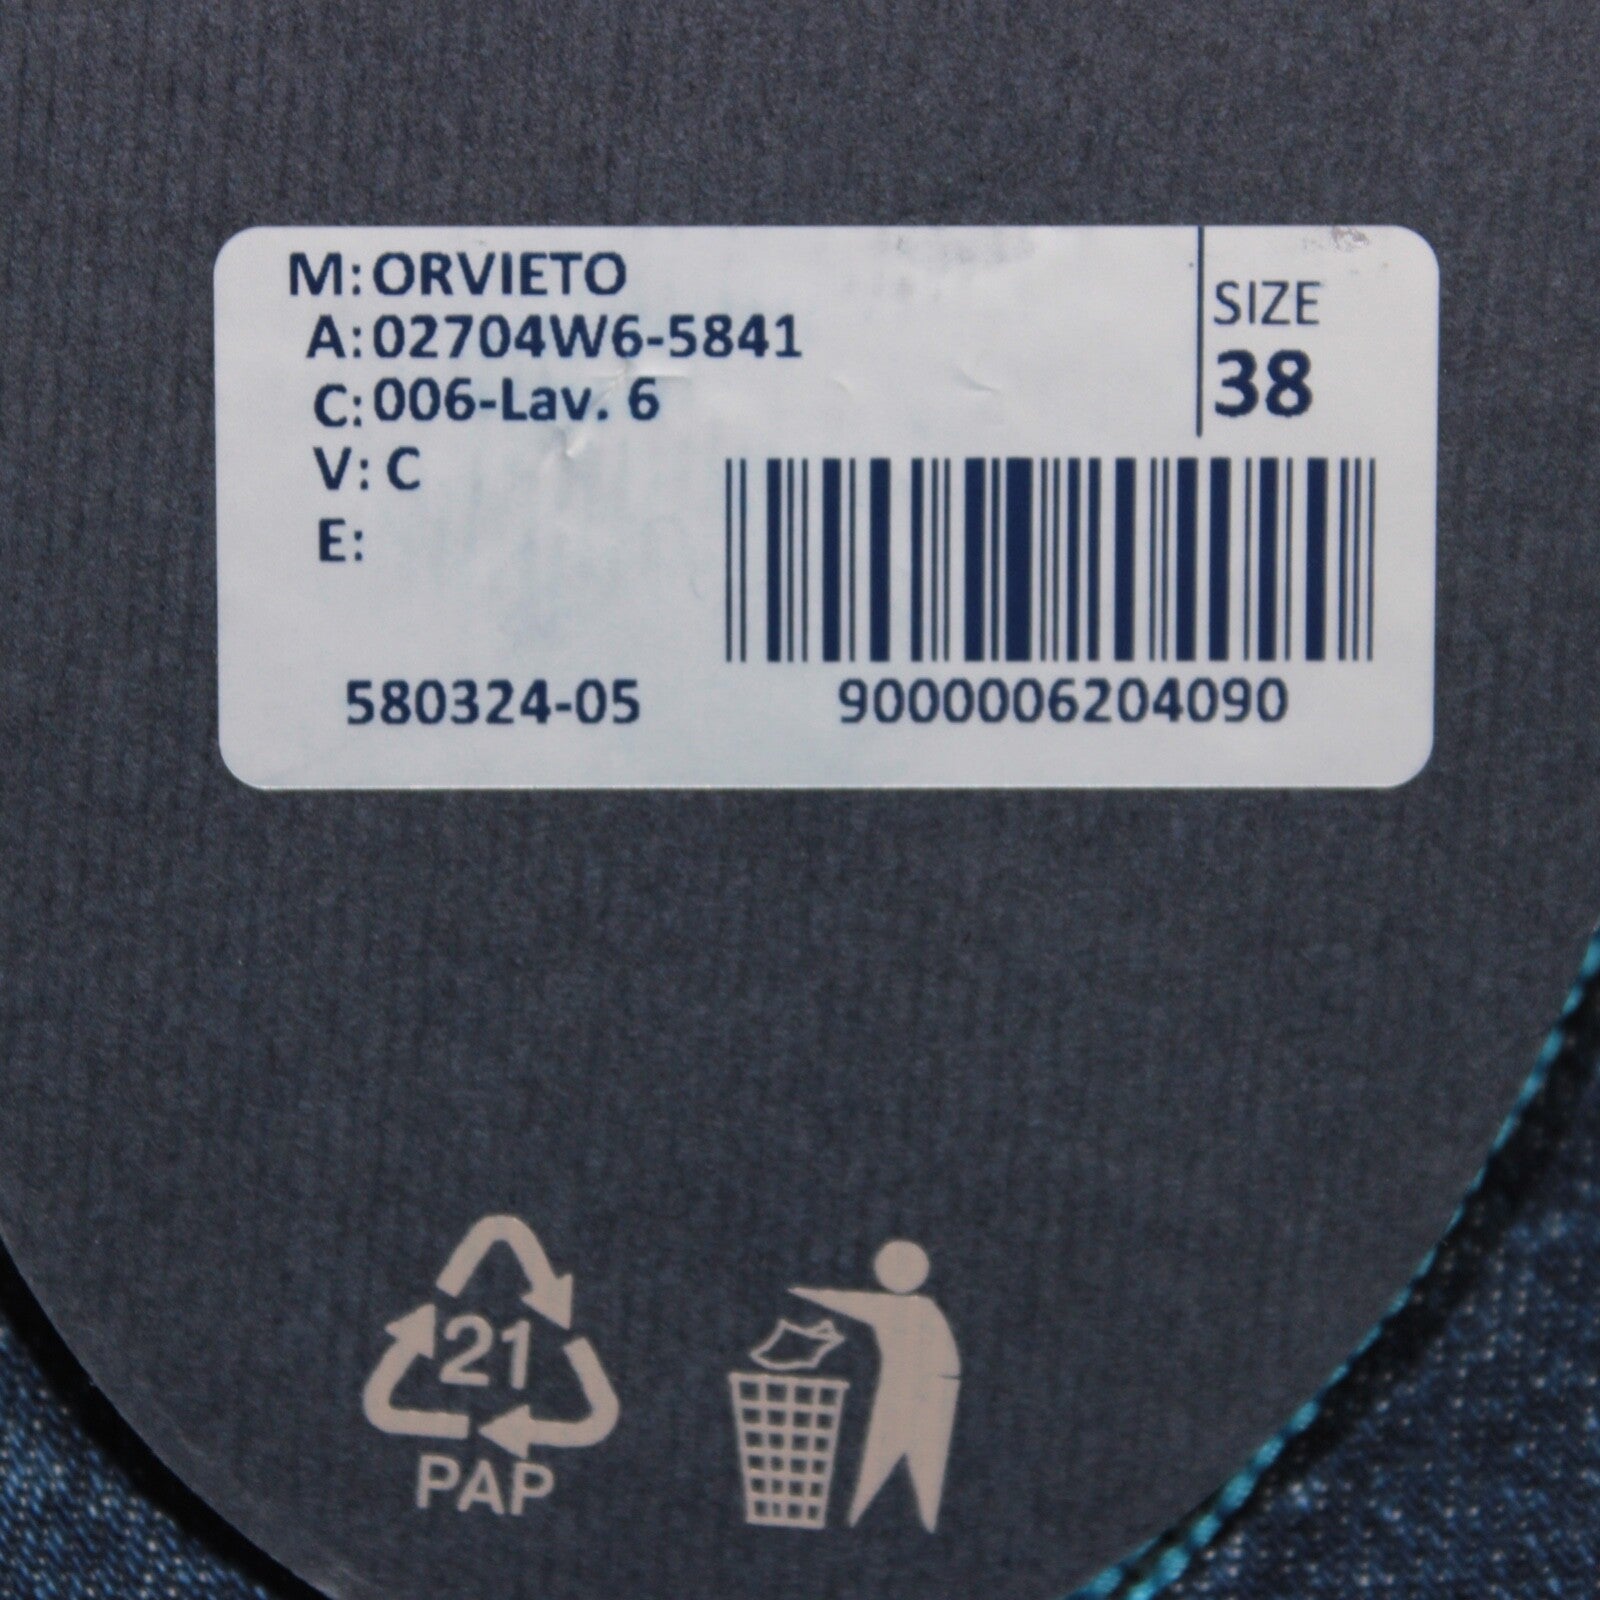 M: ORVIETO
A: 02704W6-5841
C: 006-Lav. 6
V: C
E:
SIZE
38
580324-05
9000006204090
21
PAP